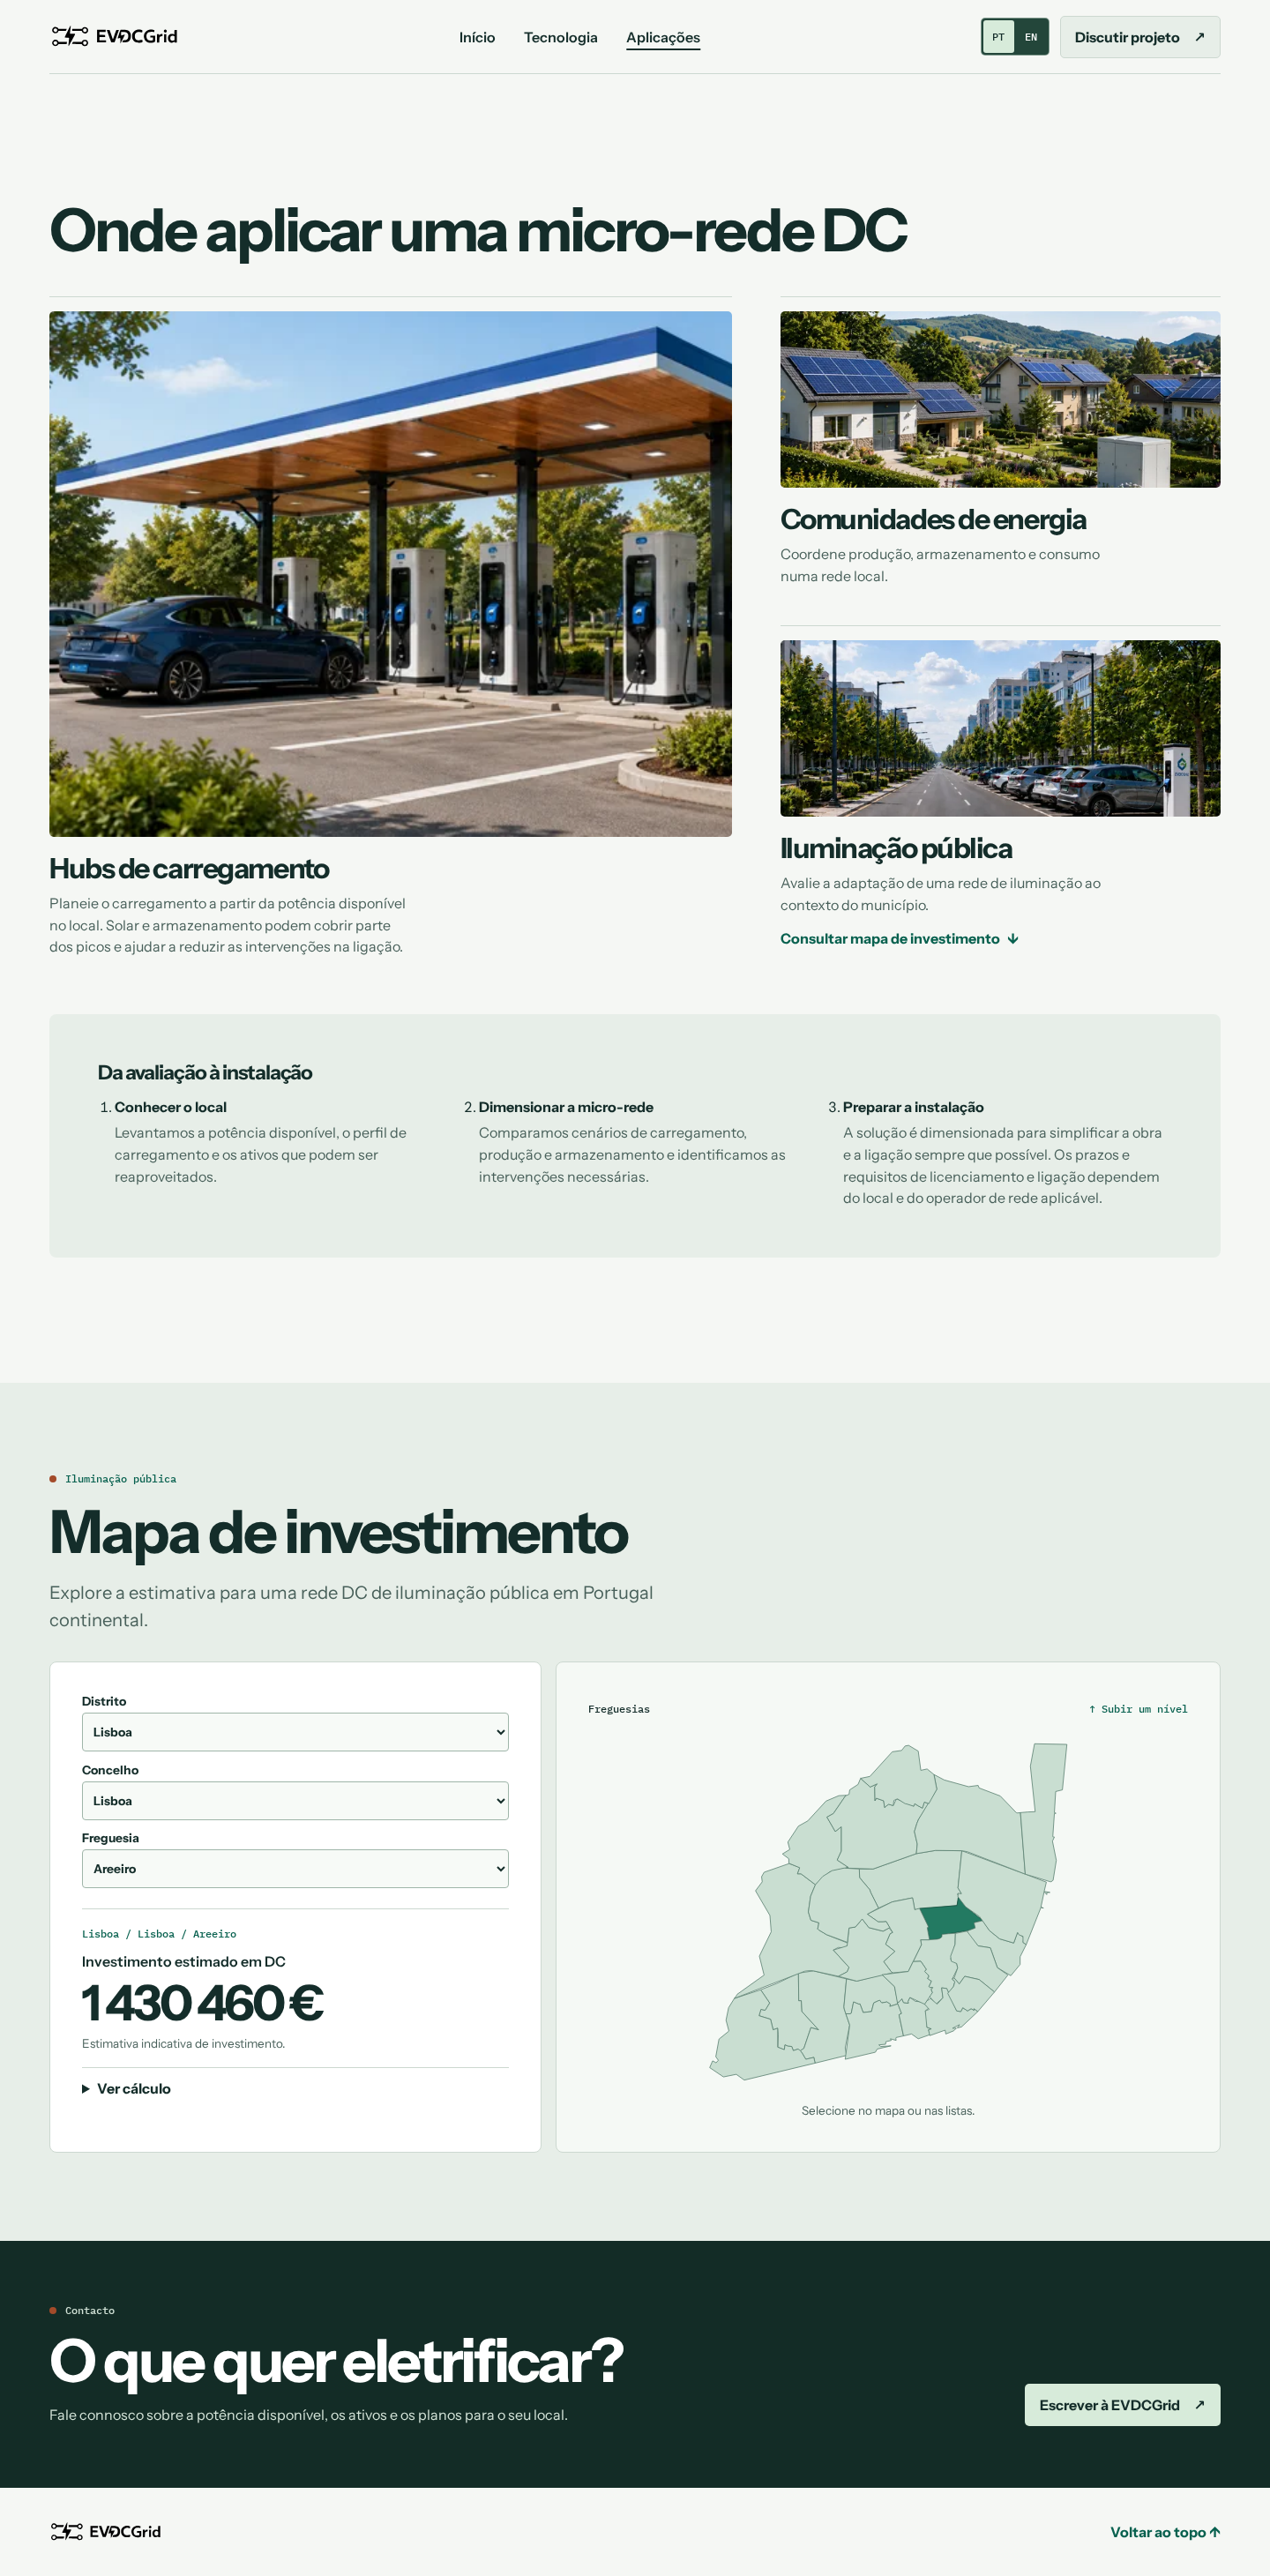 EVDCGrid
Início
Tecnologia
Aplicações
PT
EN
Discutir projeto ↗
Onde aplicar uma micro-rede DC
Hubs de carregamento
Planeie o carregamento a partir da potência disponível
no local. Solar e armazenamento podem cobrir parte
dos picos e ajudar a reduzir as intervenções na ligação.
Comunidades de energia
Coordene produção, armazenamento e consumo
numa rede local.
Iluminação pública
Avalie a adaptação de uma rede de iluminação ao
contexto do município.
Consultar mapa de investimento ↓
Da avaliação à instalação
1. Conhecer o local
Levantamos a potência disponível, o perfil de
carregamento e os ativos que podem ser
reaproveitados.
2. Dimensionar a micro-rede
Comparamos cenários de carregamento,
produção e armazenamento e identificamos as
intervenções necessárias.
3. Preparar a instalação
A solução é dimensionada para simplificar a obra
e a ligação sempre que possível. Os prazos e
requisitos de licenciamento e ligação dependem
do local e do operador de rede aplicável.
Iluminação pública
Mapa de investimento
Explore a estimativa para uma rede DC de iluminação pública em Portugal
continental.
Distrito
Lisboa
Concelho
Lisboa
Freguesia
Areeiro
Lisboa / Lisboa / Areeiro
Investimento estimado em DC
1 430 460 €
Estimativa indicativa de investimento.
▶ Ver cálculo
Freguesias
↑ Subir um nível
Selecione no mapa ou nas listas.
Contacto
O que quer eletrificar?
Fale connosco sobre a potência disponível, os ativos e os planos para o seu local.
Escrever à EVDCGrid ↗
EVDCGrid
Voltar ao topo ↑